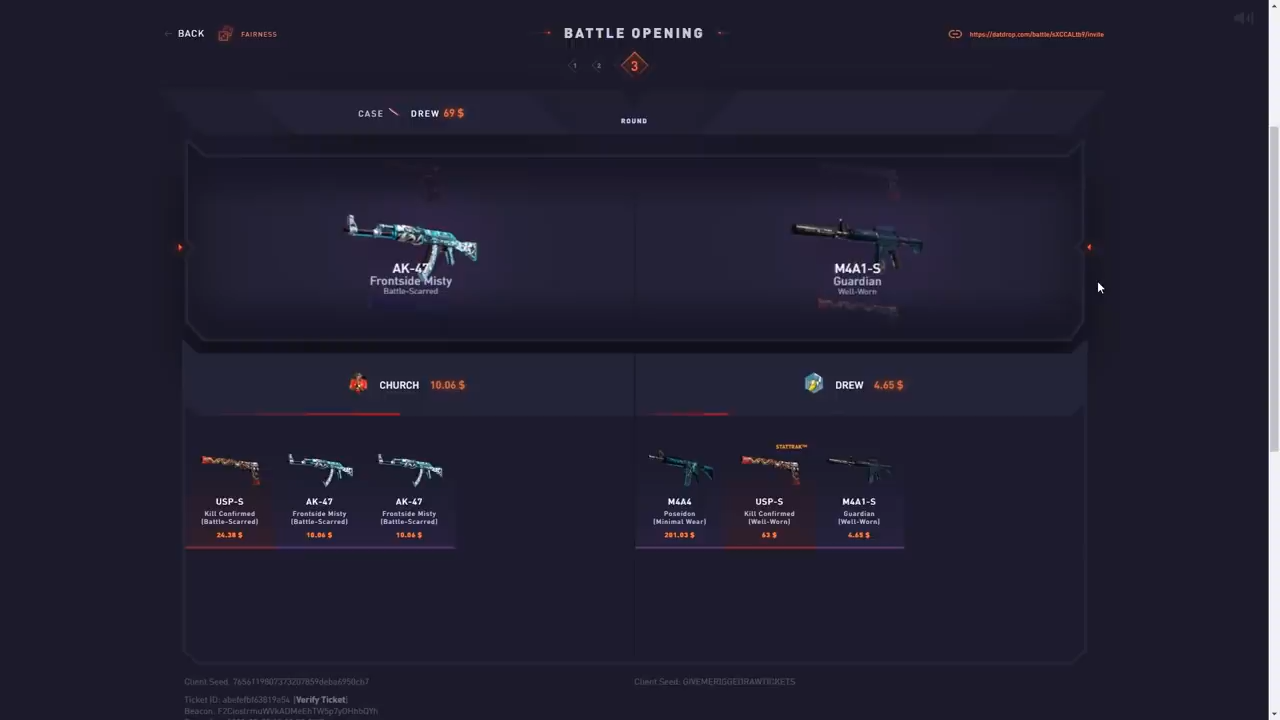 BACK
FAIRNESS
BATTLE OPENING
https://datdrop.com/battle/sXCCALtb9/invite
1 2 3
CASE DREW 69 $
ROUND
AK-47
Frontside Misty
Battle-Scarred
M4A1-S
Guardian
Well-Worn
CHURCH 10.06 $
DREW 4.65 $
USP-S
Kill Confirmed
(Battle-Scarred)
24.38 $
AK-47
Frontside Misty
(Battle-Scarred)
10.06 $
AK-47
Frontside Misty
(Battle-Scarred)
10.06 $
M4A4
Poseidon
(Minimal Wear)
201.03 $
STATTRAK™
USP-S
Kill Confirmed
(Well-Worn)
63 $
M4A1-S
Guardian
(Well-Worn)
4.65 $
Client Seed:
Client Seed: GIVEMERIGGEDRAWTICKETS
Ticket ID: (Verify Ticket)
Beacon: